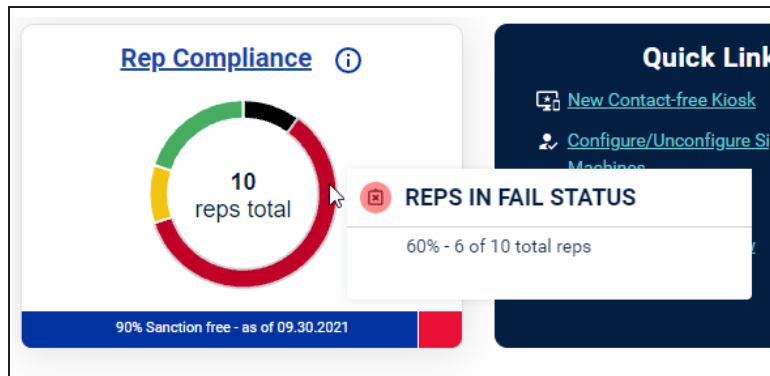 Rep Compliance
10
reps total
90% Sanction free - as of 09.30.2021
Quick Link
New Contact-free Kiosk
Configure/Unconfigure Si
Machines
REPS IN FAIL STATUS
60% - 6 of 10 total reps